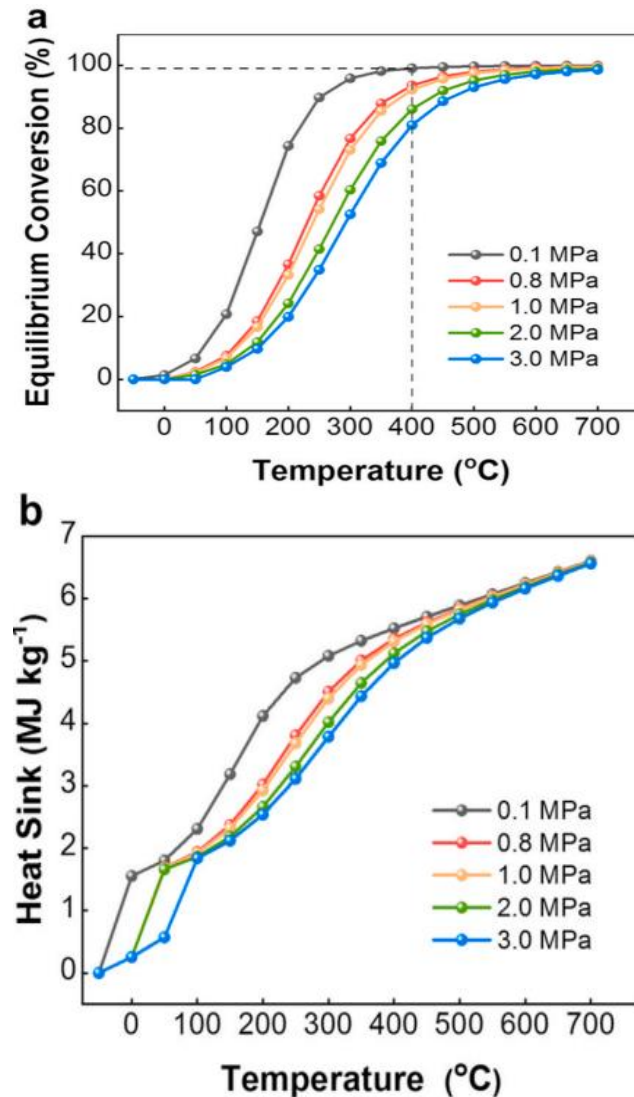 a
Equilibrium Conversion (%)
100
80
60
40
20
0
0.1 MPa
0.8 MPa
1.0 MPa
2.0 MPa
3.0 MPa
0 100 200 300 400 500 600 700
Temperature (°C)
b
Heat Sink (MJ kg⁻¹)
7
6
5
4
3
2
1
0
0.1 MPa
0.8 MPa
1.0 MPa
2.0 MPa
3.0 MPa
0 100 200 300 400 500 600 700
Temperature (°C)